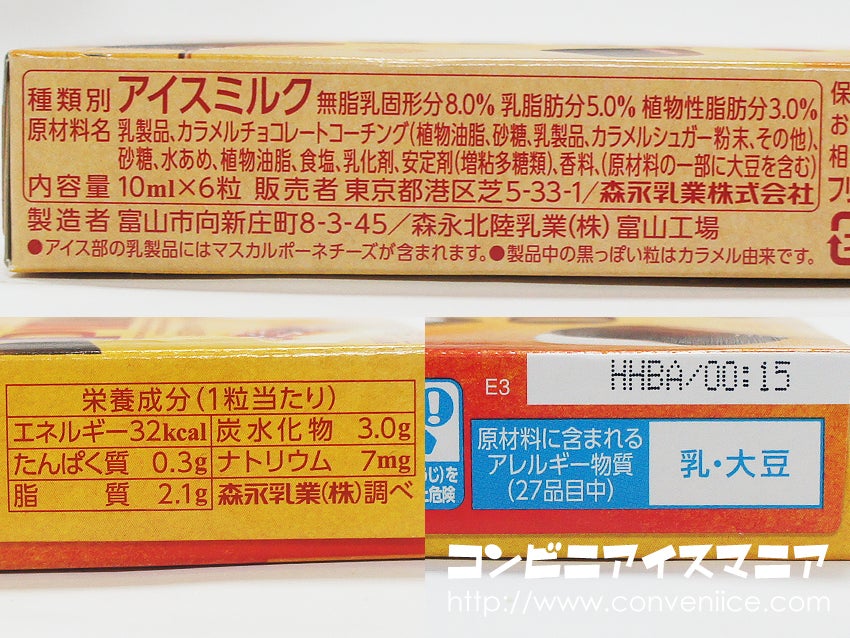 種類別 アイスミルク 無脂乳固形分8.0% 乳脂肪分5.0% 植物性脂肪分3.0%
原材料名 乳製品、カラメルチョコレートコーチング(植物油脂、砂糖、乳製品、カラメルシュガー粉末、その他)、
砂糖、水あめ、植物油脂、食塩、乳化剤、安定剤(増粘多糖類)、香料、(原材料の一部に大豆を含む)
内容量 10ml×6粒 販売者 東京都港区芝5-33-1/森永乳業株式会社
製造者 富山市向新庄町8-3-45/森永北陸乳業(株) 富山工場
●アイス部の乳製品にはマスカルポーネチーズが含まれます。●製品中の黒っぽい粒はカラメル由来です。
保
お
相
フリ
栄養成分(1粒当たり)
エネルギー32kcal 炭水化物 3.0g
たんぱく質 0.3g ナトリウム 7mg
脂質 2.1g 森永乳業(株)調べ
E3
HHBA/00:15
じ)を
危険
原材料に含まれる
アレルギー物質
(27品目中)
乳・大豆
コンビニアイスマニア
http://www.conveniice.com